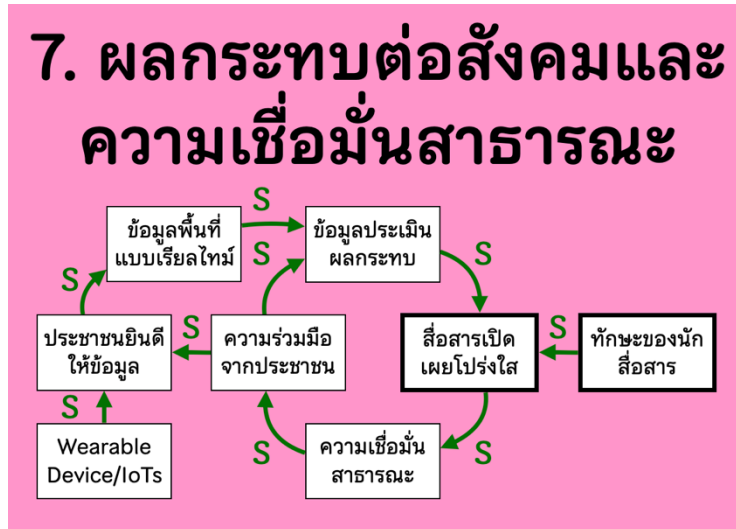 7. ผลกระทบต่อสังคมและ
ความเชื่อมั่นสาธารณะ
S
ข้อมูลพื้นที่
แบบเรียลไทม์
S
ข้อมูลประเมิน
ผลกระทบ
S
S
ประชาชนยินดี
ให้ข้อมูล
S
ความร่วมมือ
จากประชาชน
S
สื่อสารเปิด
เผยโปร่งใส
S
ทักษะของนัก
สื่อสาร
S
Wearable
Device/IoTs
S
ความเชื่อมั่น
สาธารณะ
S